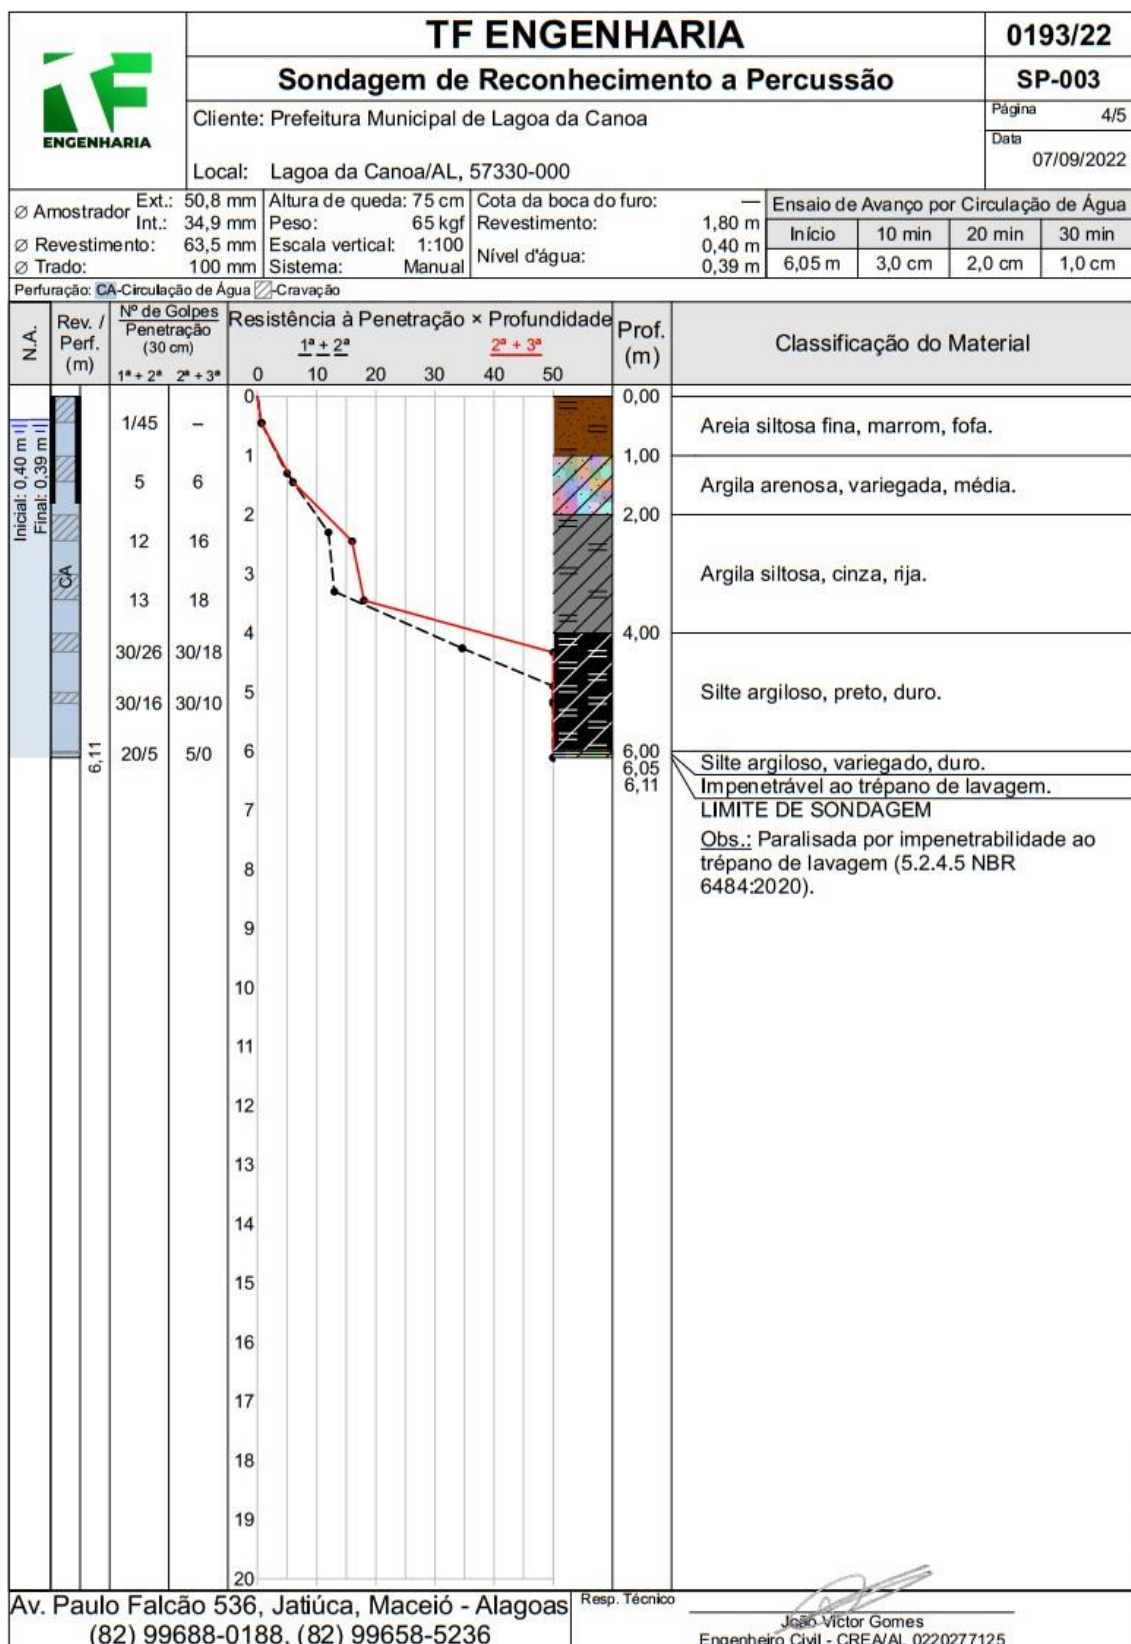 TF ENGENHARIA
0193/22
TF
ENGENHARIA
Sondagem de Reconhecimento a Percussão
SP-003
Cliente: Prefeitura Municipal de Lagoa da Canoa
Página 4/5
Data
07/09/2022
Local: Lagoa da Canoa/AL, 57330-000
∅ Amostrador Ext.: 50,8 mm
Int.: 34,9 mm
∅ Revestimento: 63,5 mm
∅ Trado: 100 mm
Altura de queda: 75 cm
Peso: 65 kgf
Escala vertical: 1:100
Sistema: Manual
Cota da boca do furo: —
Revestimento: 1,80 m
Nível d'água: 0,40 m
0,39 m
Ensaio de Avanço por Circulação de Água
Início 10 min 20 min 30 min
6,05 m 3,0 cm 2,0 cm 1,0 cm
Perfuração: CA-Circulação de Água -Cravação
N.A.
Rev. /
Perf.
(m)
Nº de Golpes
Penetração
(30 cm)
1ª + 2ª 2ª + 3ª
Resistência à Penetração × Profundidade
1ª + 2ª 2ª + 3ª
0 10 20 30 40 50
Prof.
(m)
Classificação do Material
Inicial: 0,40 m
Final: 0,39 m
CA
6,11
1/45 –
5 6
12 16
13 18
30/26 30/18
30/16 30/10
20/5 5/0
0
1
2
3
4
5
6
7
8
9
10
11
12
13
14
15
16
17
18
19
20
0,00
1,00
2,00
4,00
6,00
6,05
6,11
Areia siltosa fina, marrom, fofa.
Argila arenosa, variegada, média.
Argila siltosa, cinza, rija.
Silte argiloso, preto, duro.
Silte argiloso, variegado, duro.
Impenetrável ao trépano de lavagem.
LIMITE DE SONDAGEM
Obs.: Paralisada por impenetrabilidade ao
trépano de lavagem (5.2.4.5 NBR
6484:2020).
Av. Paulo Falcão 536, Jatiúca, Maceió - Alagoas
(82) 99688-0188, (82) 99658-5236
Resp. Técnico
João Victor Gomes
Engenheiro Civil - CREA/AL 0220277125